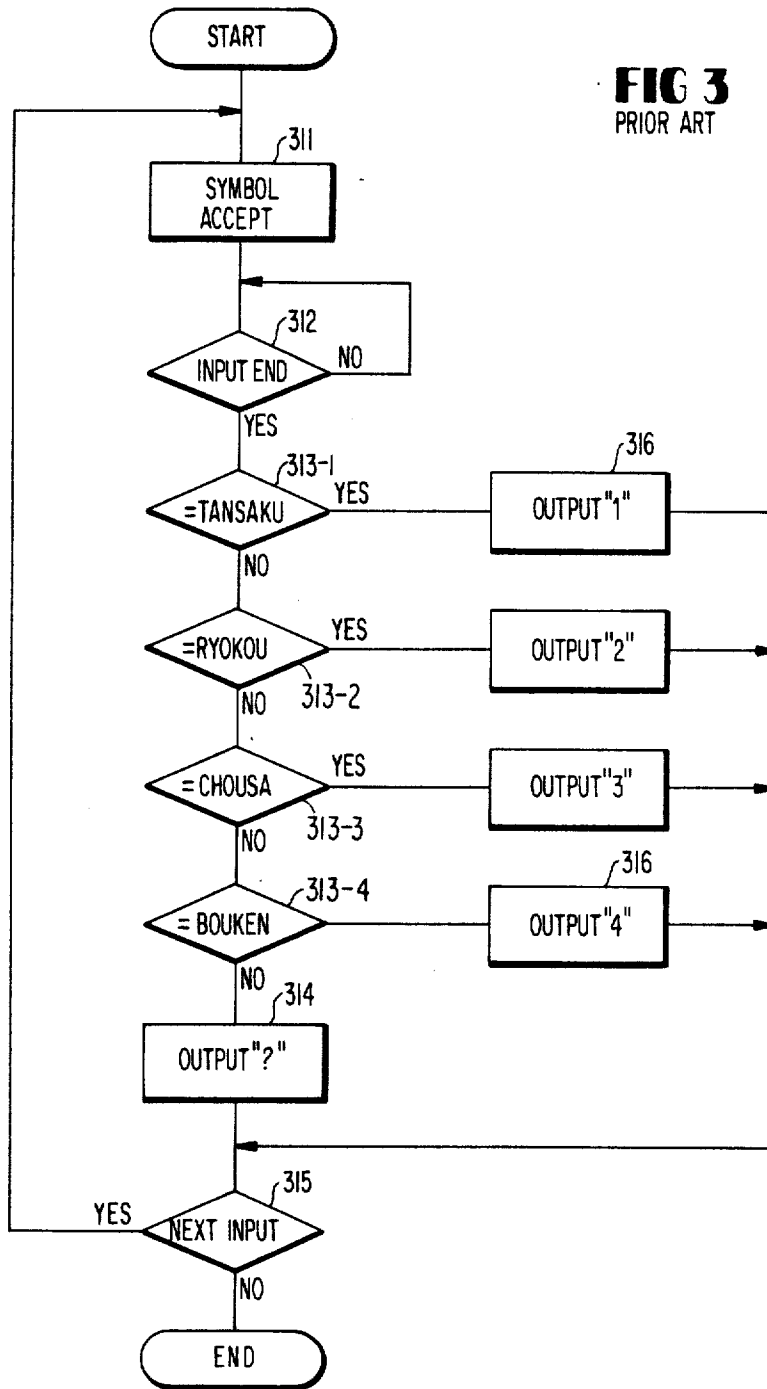 START
FIG 3
PRIOR ART
311
SYMBOL
ACCEPT
312
INPUT END
NO
YES
313-1
=TANSAKU
YES
316
OUTPUT "1"
NO
=RYOKOU
YES
313-2
OUTPUT "2"
NO
=CHOUSA
YES
313-3
OUTPUT "3"
NO
313-4
=BOUKEN
316
OUTPUT "4"
NO
314
OUTPUT "?"
315
YES
NEXT INPUT
NO
END